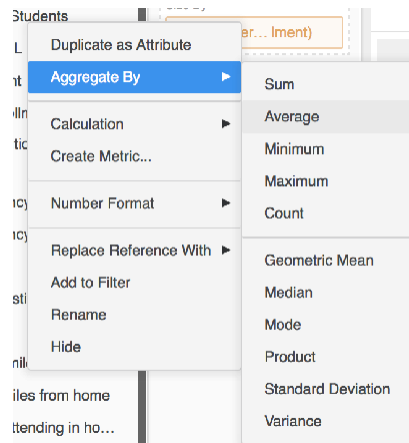 Students
Duplicate as Attribute
Aggregate By
Calculation
Create Metric...
Number Format
Replace Reference With
Add to Filter
Rename
Hide
from home
ttending in ho...
lment)
Sum
Average
Minimum
Maximum
Count
Geometric Mean
Median
Mode
Product
Standard Deviation
Variance